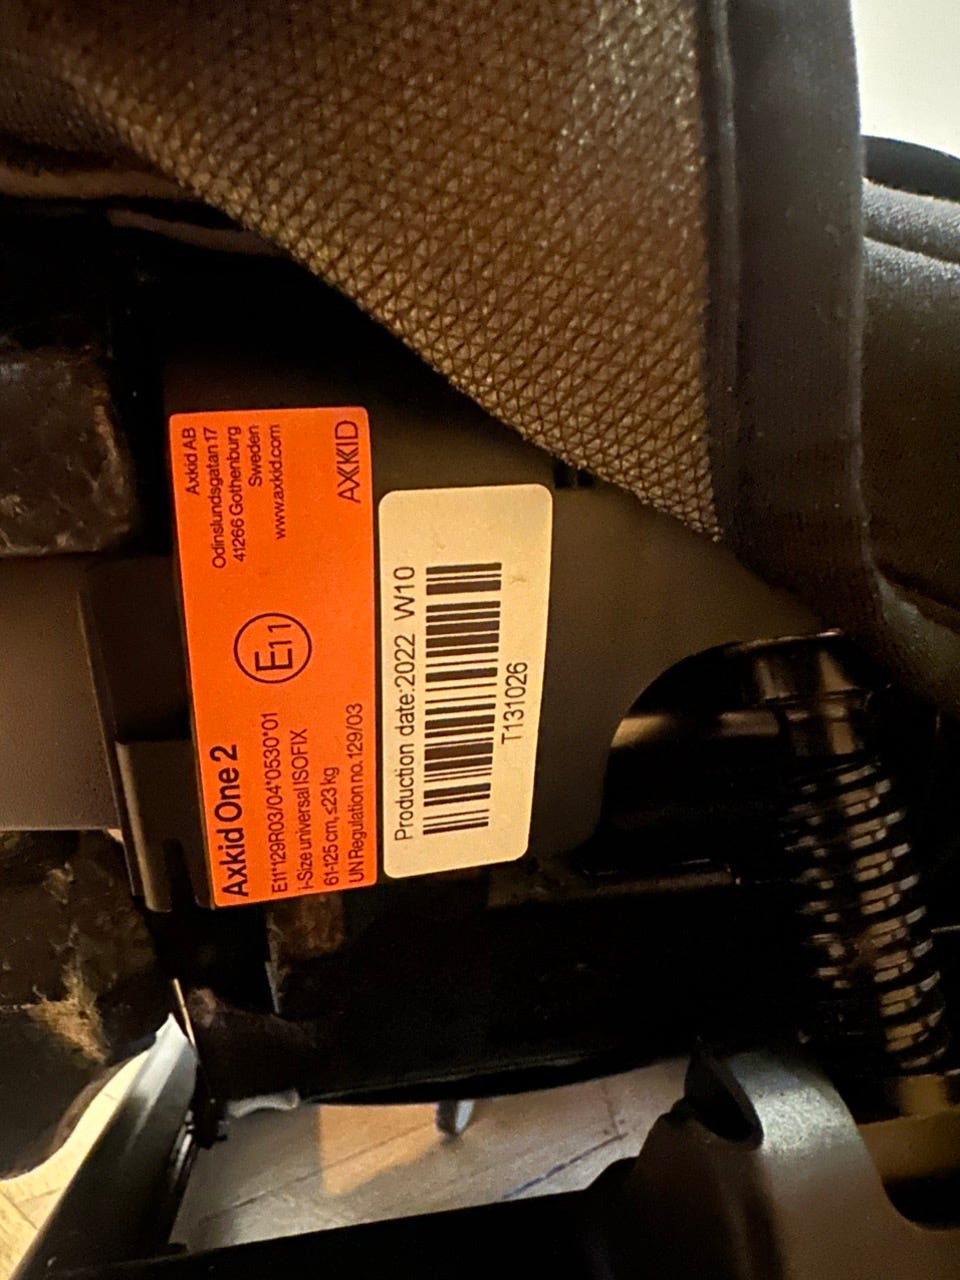 Axkid One 2
E11*129R03/04*0530*01
i-Size universal ISOFIX
61-125 cm, ≤23 kg
UN Regulation no. 129/03
E11
Axkid AB
Odinslundsgatan 17
41266 Gothenburg
Sweden
www.axkid.com
AXKID
Production date:2022 W10
T131026